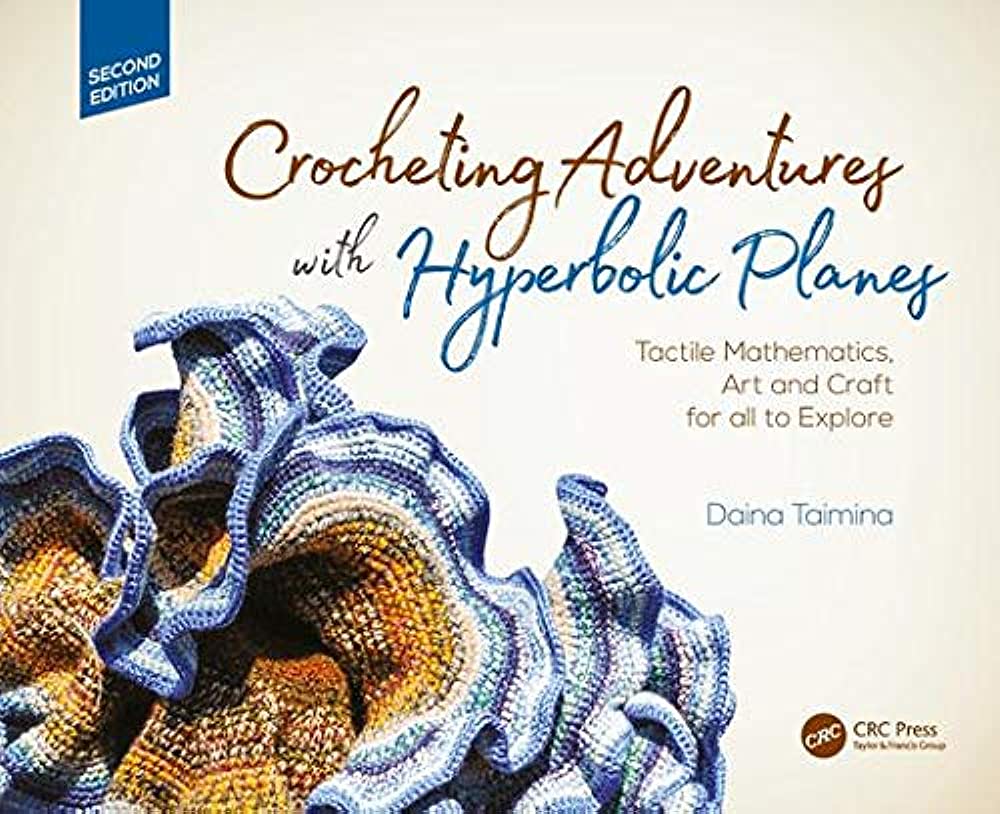 SECOND
EDITION
Crocheting Adventures
with Hyperbolic Planes
Tactile Mathematics,
Art and Craft
for all to Explore
Daina Taimina
CRC
CRC Press
Taylor & Francis Group